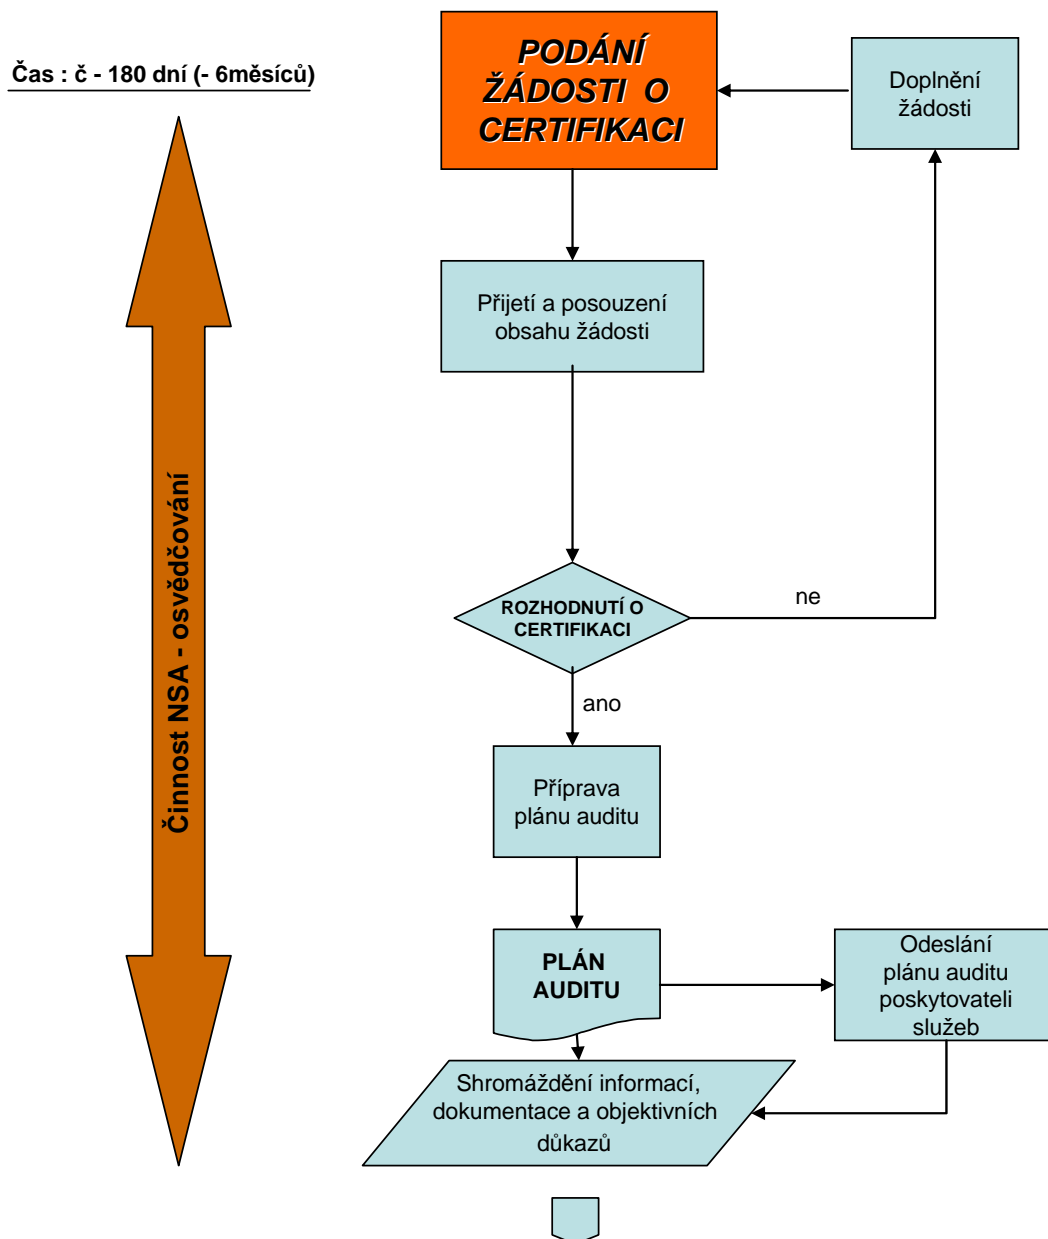 Čas : č - 180 dní (- 6měsíců)
PODÁNÍ
ŽÁDOSTI O
CERTIFIKACI
Doplnění
žádosti
Přijetí a posouzení
obsahu žádosti
Činnost NSA - osvědčování
ROZHODNUTÍ O
CERTIFIKACI
ne
ano
Příprava
plánu auditu
PLÁN
AUDITU
Odeslání
plánu auditu
poskytovateli
služeb
Shromáždění informací,
dokumentace a objektivních
důkazů